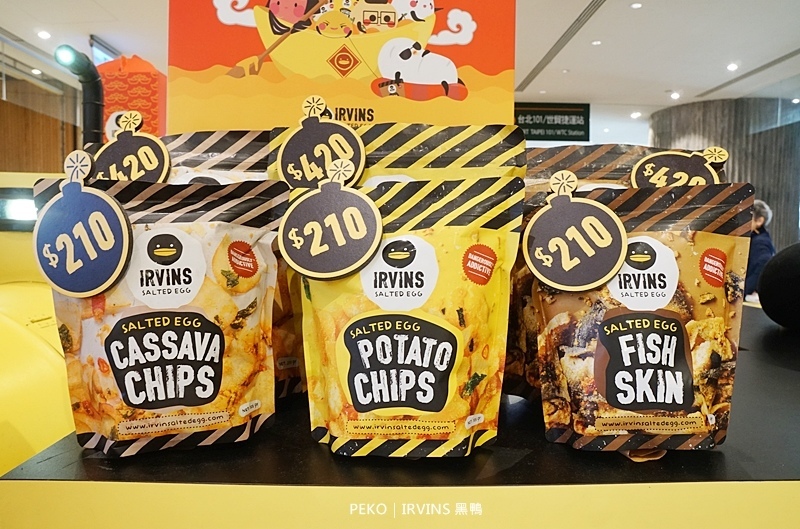 IRVINS
台北101/世貿捷運站
MRT TAIPEI 101/WTC Station
$420
$420
$420
$210
IRVINS
SALTED EGG
DANGEROUSLY
ADDICTIVE
SALTED EGG
CASSAVA
CHIPS
www.irvinsaltedegg.com
$210
IRVINS
SALTED EGG
DANGEROUSLY
ADDICTIVE
SALTED EGG
POTATO
CHIPS
www.irvinsaltedegg.com
$210
IRVINS
SALTED EGG
DANGEROUSLY
ADDICTIVE
SALTED EGG
FISH
SKIN
www.irvinsaltedegg.com
PEKO | IRVINS 黑鴨